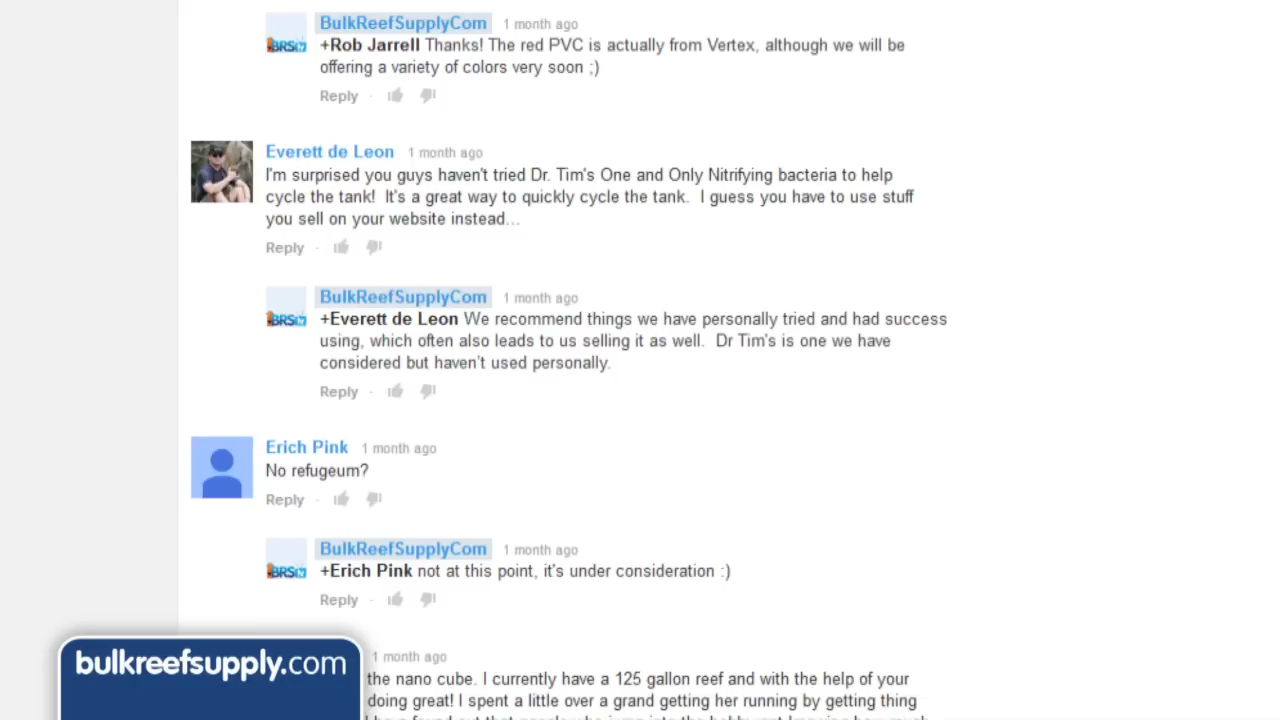 BulkReefSupplyCom 1 month ago
+Rob Jarrell Thanks! The red PVC is actually from Vertex, although we will be
offering a variety of colors very soon ;)
Reply ·
Everett de Leon 1 month ago
I'm surprised you guys haven't tried Dr. Tim's One and Only Nitrifying bacteria to help
cycle the tank!  It's a great way to quickly cycle the tank.  I guess you have to use stuff
you sell on your website instead...
Reply ·
BulkReefSupplyCom 1 month ago
+Everett de Leon We recommend things we have personally tried and had success
using, which often also leads to us selling it as well.  Dr Tim's is one we have
considered but haven't used personally.
Reply ·
Erich Pink 1 month ago
No refugeum?
Reply ·
BulkReefSupplyCom 1 month ago
+Erich Pink not at this point, it's under consideration :)
Reply ·
1 month ago
the nano cube. I currently have a 125 gallon reef and with the help of your
doing great! I spent a little over a grand getting her running by getting thing
BRStv
BRStv
BRStv
bulkreefsupply.com